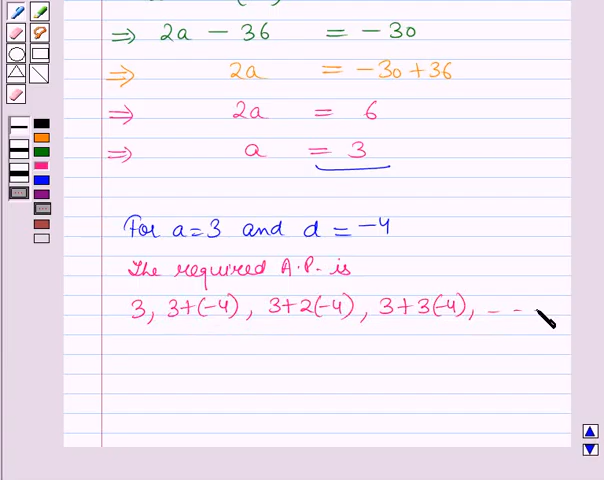 ⇒ 2a - 36 = -30
⇒ 2a = -30+36
⇒ 2a = 6
⇒ a = 3
For a=3 and d = -4
The required A.P. is
3, 3+(-4), 3+2(-4), 3+3(-4), - -